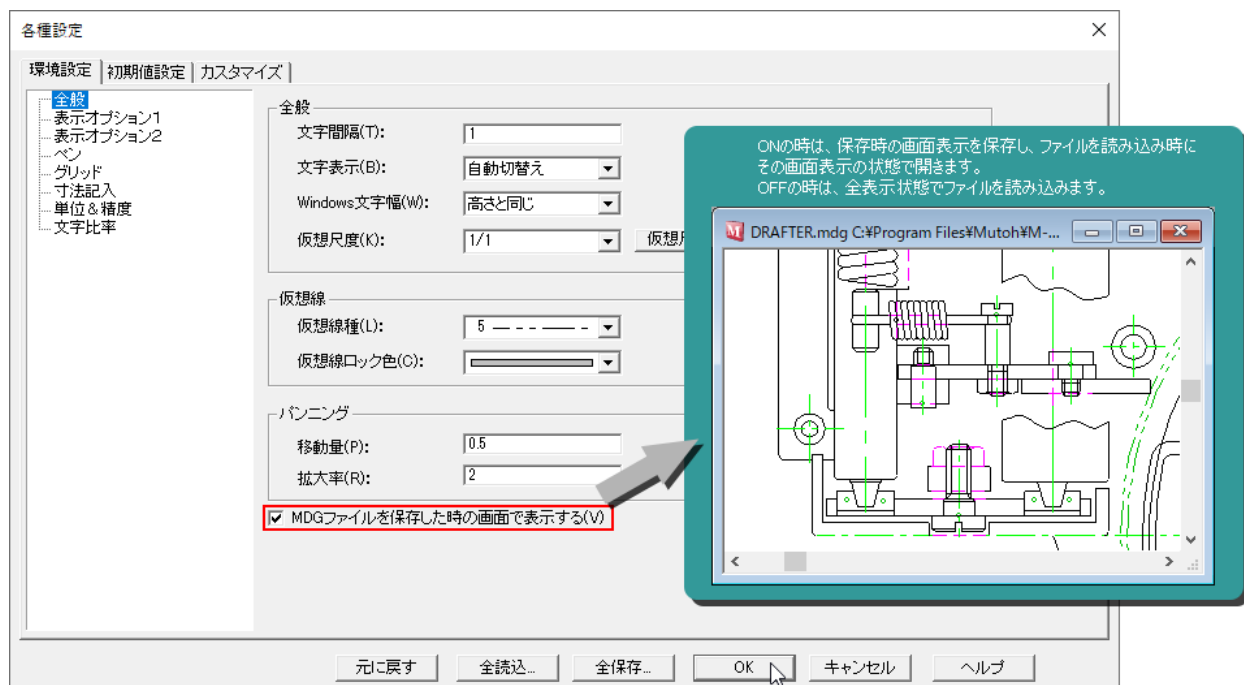 各種設定
環境設定 初期値設定 カスタマイズ
全般
表示オプション1
表示オプション2
ペン
グリッド
寸法記入
単位&精度
文字比率
全般
文字間隔(T): 1
文字表示(B): 自動切替え
Windows文字幅(W): 高さと同じ
仮想尺度(K): 1/1
仮想線
仮想線種(L): 5
仮想線ロック色(C):
パンニング
移動量(P): 0.5
拡大率(R): 2
MDGファイルを保存した時の画面で表示する(V)
ONの時は、保存時の画面表示を保存し、ファイルを読み込み時に
その画面表示の状態で開きます。
OFFの時は、全表示状態でファイルを読み込みます。
DRAFTER.mdg C:¥Program Files¥Mutoh¥M-...
元に戻す 全読込... 全保存... OK キャンセル ヘルプ